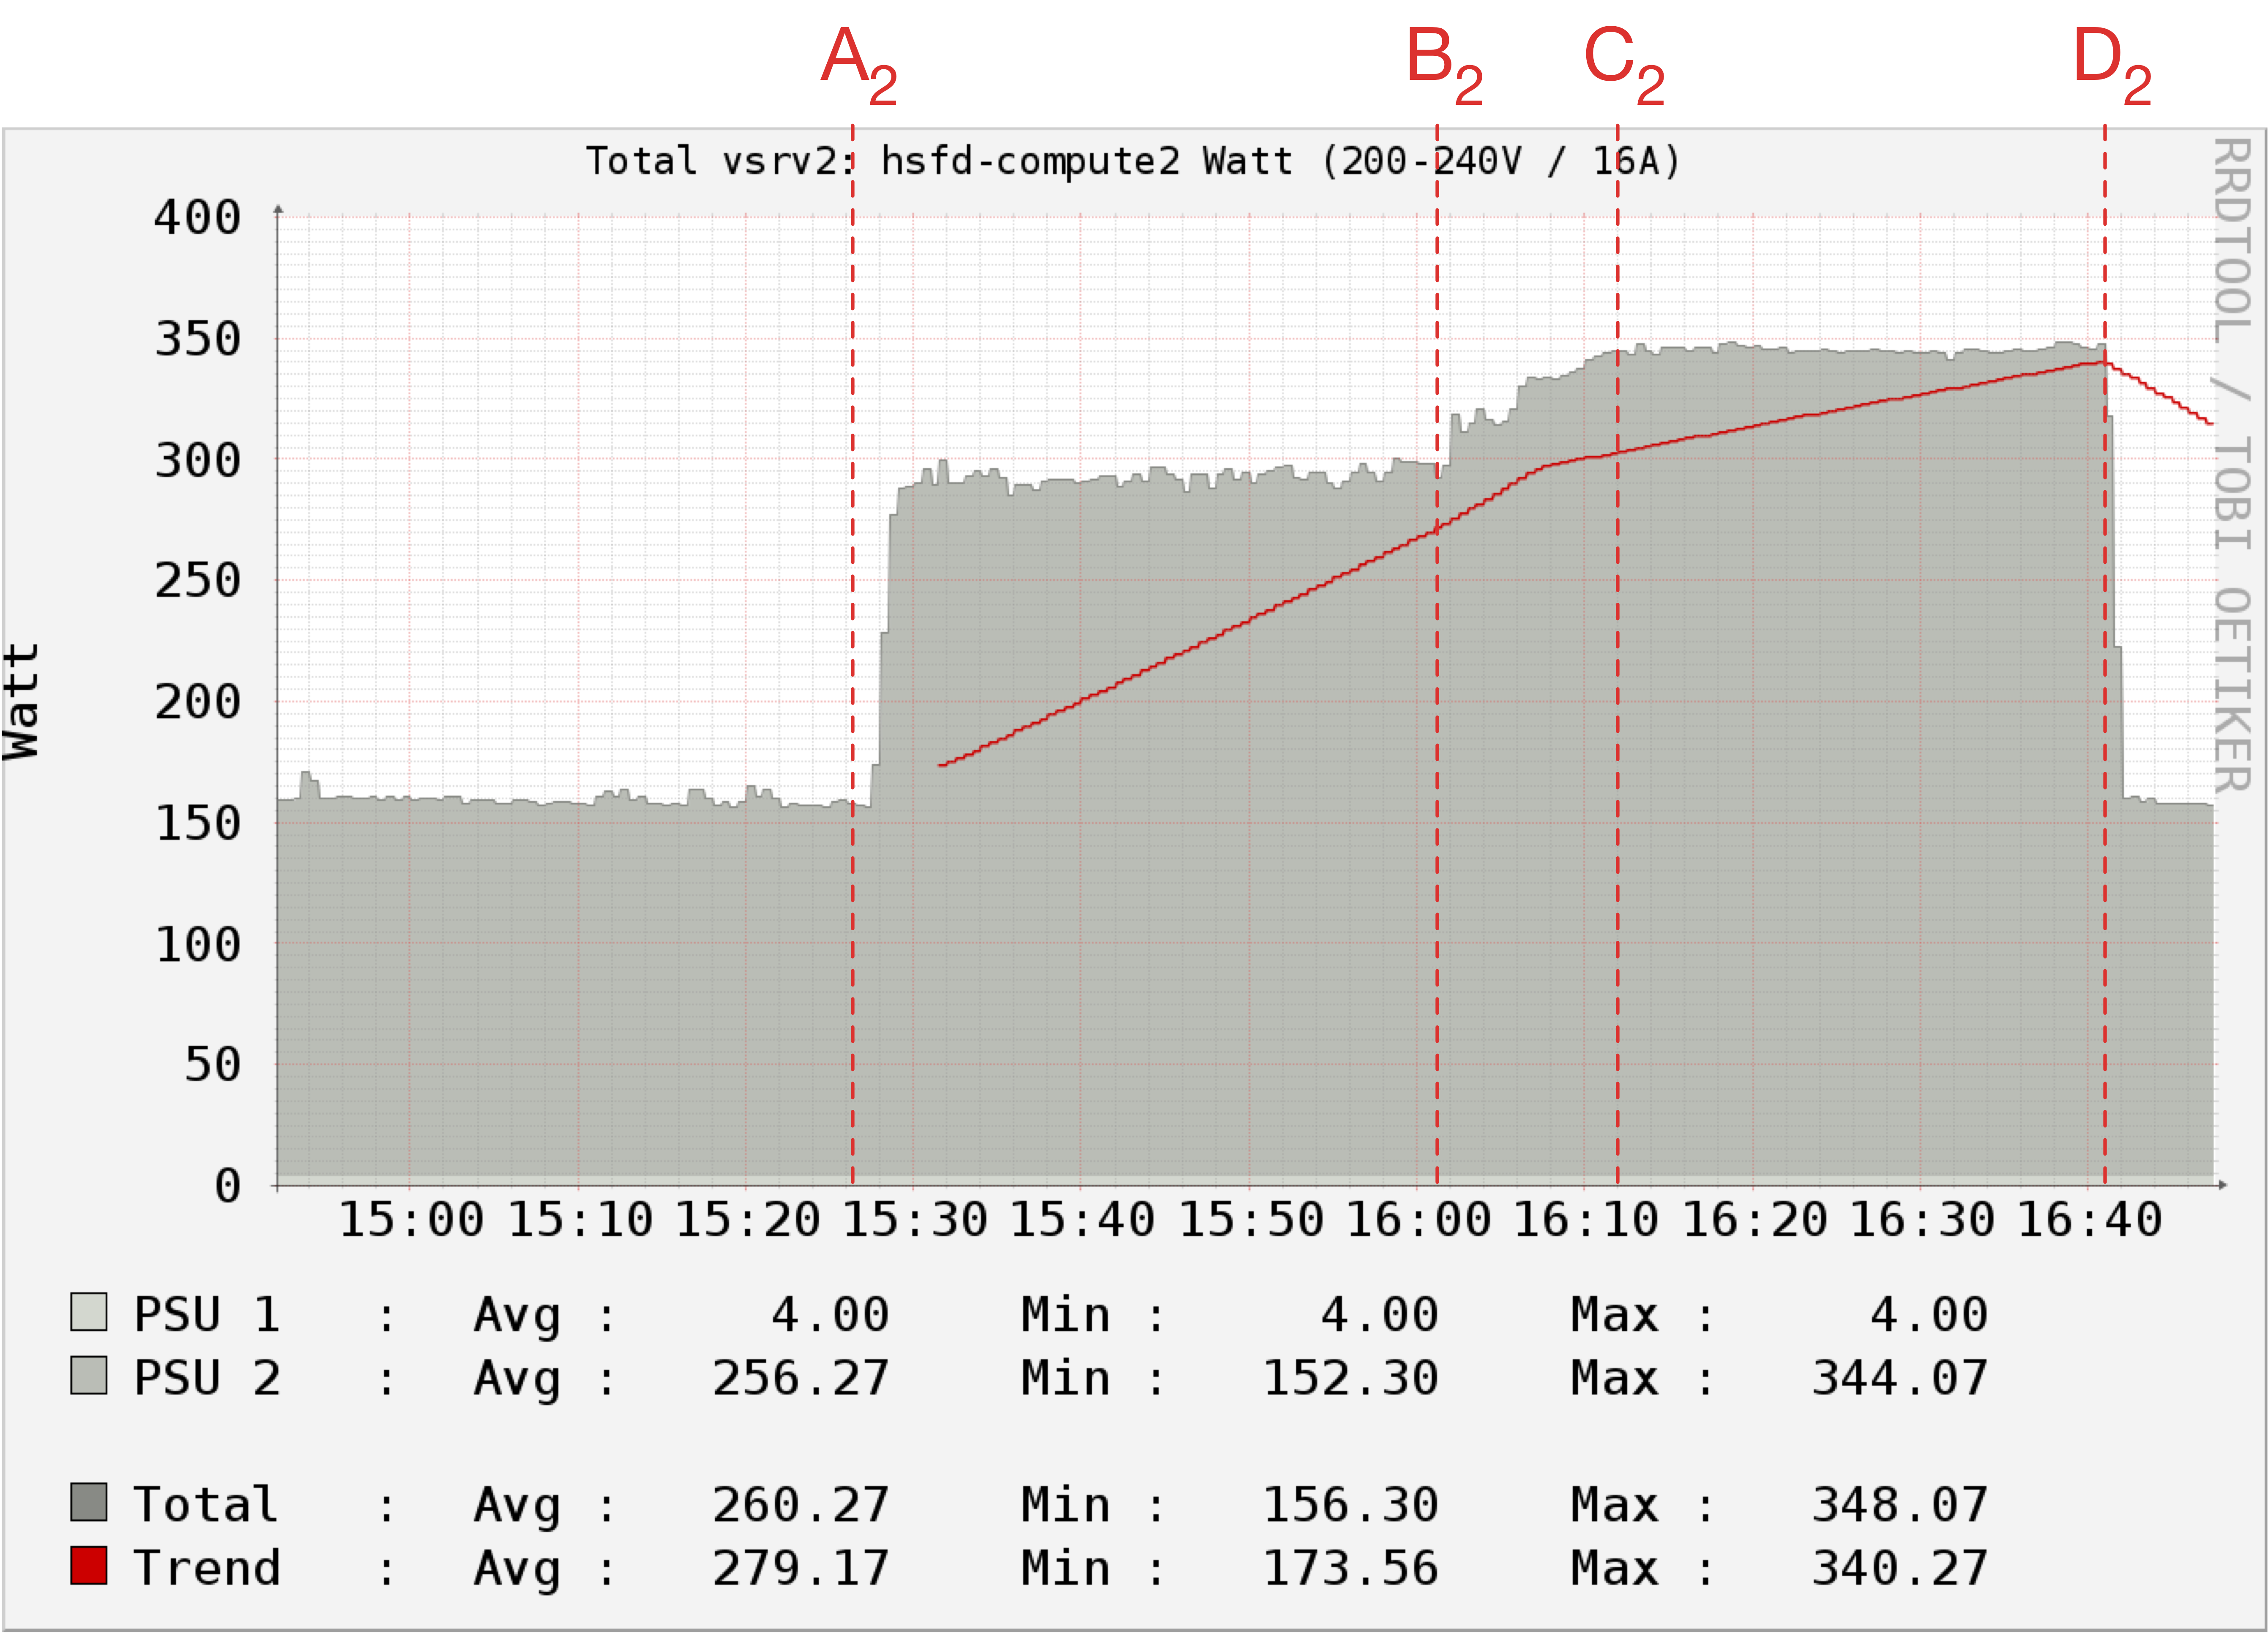 A2 B2 C2 D2
Total vsrv2: hsfd-compute2 Watt (200-240V / 16A)
RRDTOOL / TOBI OETIKER
Watt
400
350
300
250
200
150
100
50
0
15:00 15:10 15:20 15:30 15:40 15:50 16:00 16:10 16:20 16:30 16:40
PSU 1 : Avg : 4.00 Min : 4.00 Max : 4.00
PSU 2 : Avg : 256.27 Min : 152.30 Max : 344.07
Total : Avg : 260.27 Min : 156.30 Max : 348.07
Trend : Avg : 279.17 Min : 173.56 Max : 340.27